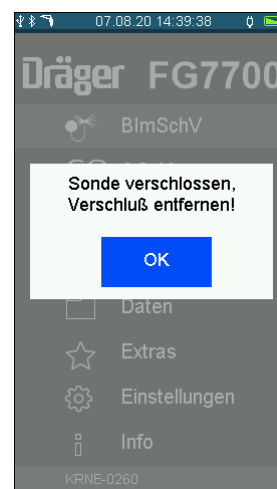 07.08.20 14:39:38
Dräger FG7700
BImSchV
Sonde verschlossen,
Verschluß entfernen!
OK
Daten
Extras
Einstellungen
Info
KRNE-0260